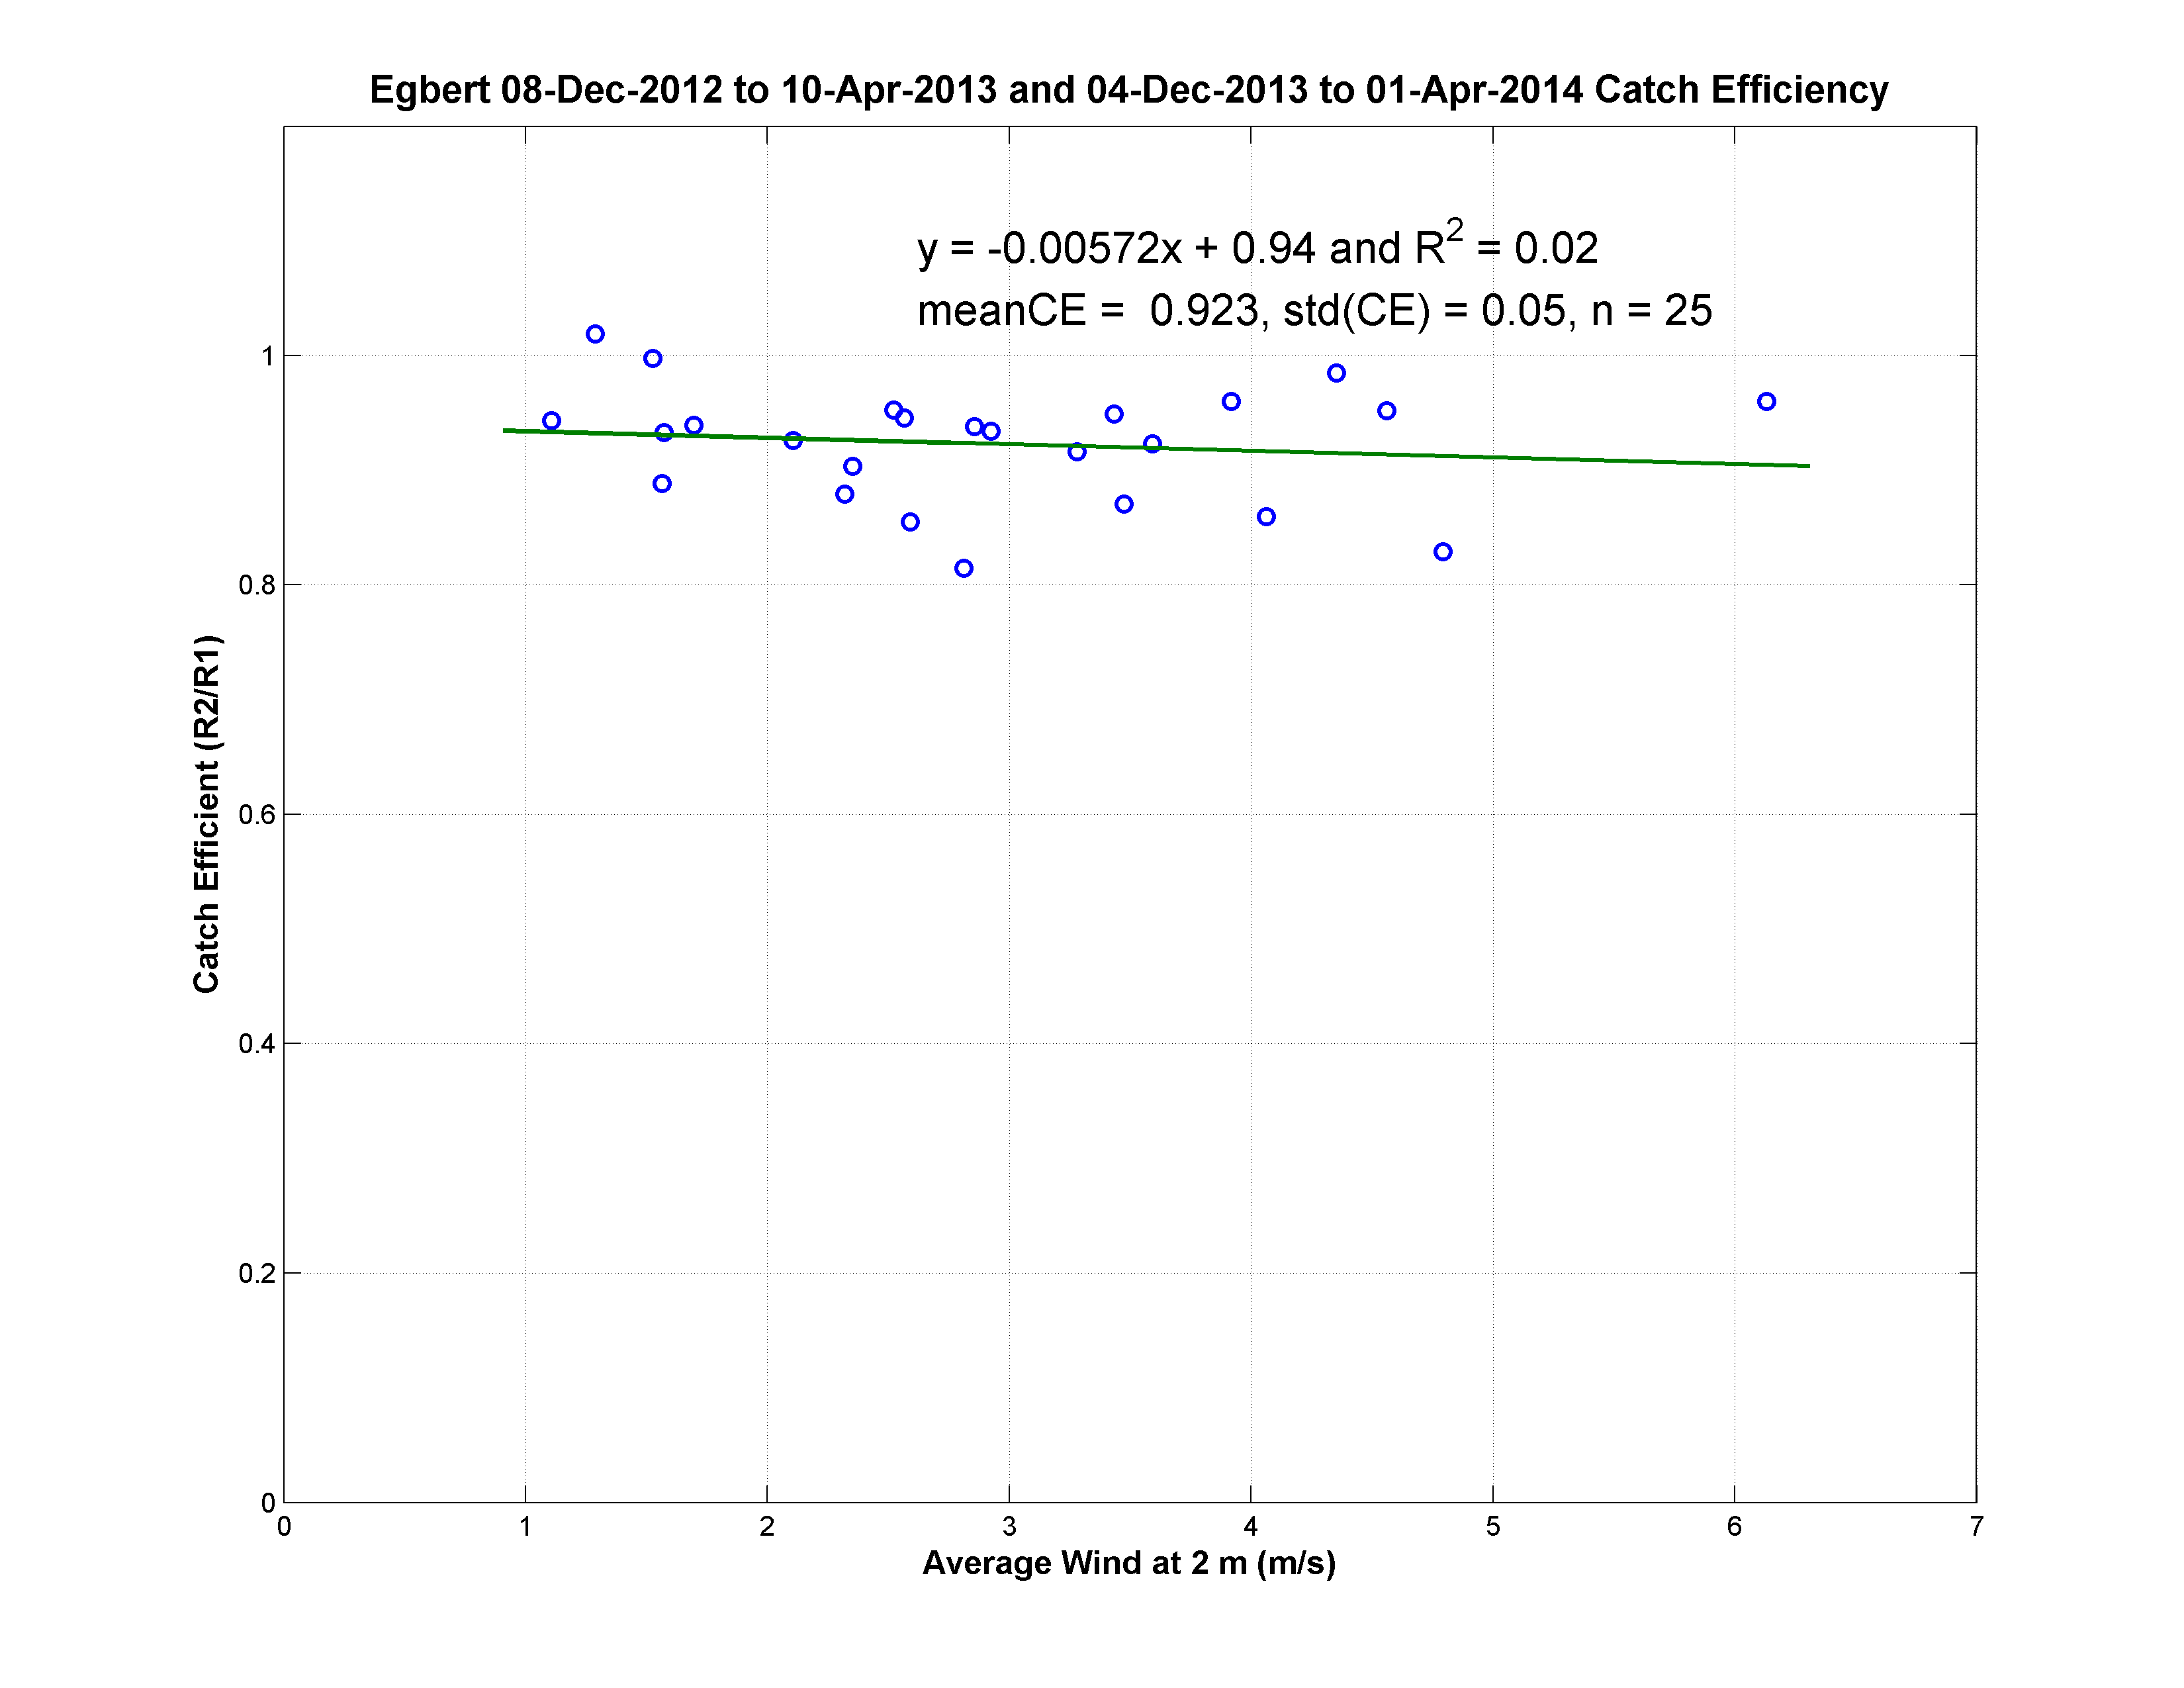 Egbert 08-Dec-2012 to 10-Apr-2013 and 04-Dec-2013 to 01-Apr-2014 Catch Efficiency
y = -0.00572x + 0.94 and R² = 0.02
meanCE =  0.923, std(CE) = 0.05, n = 25
Catch Efficient (R2/R1)
1
0.8
0.6
0.4
0.2
0
0 1 2 3 4 5 6 7
Average Wind at 2 m (m/s)